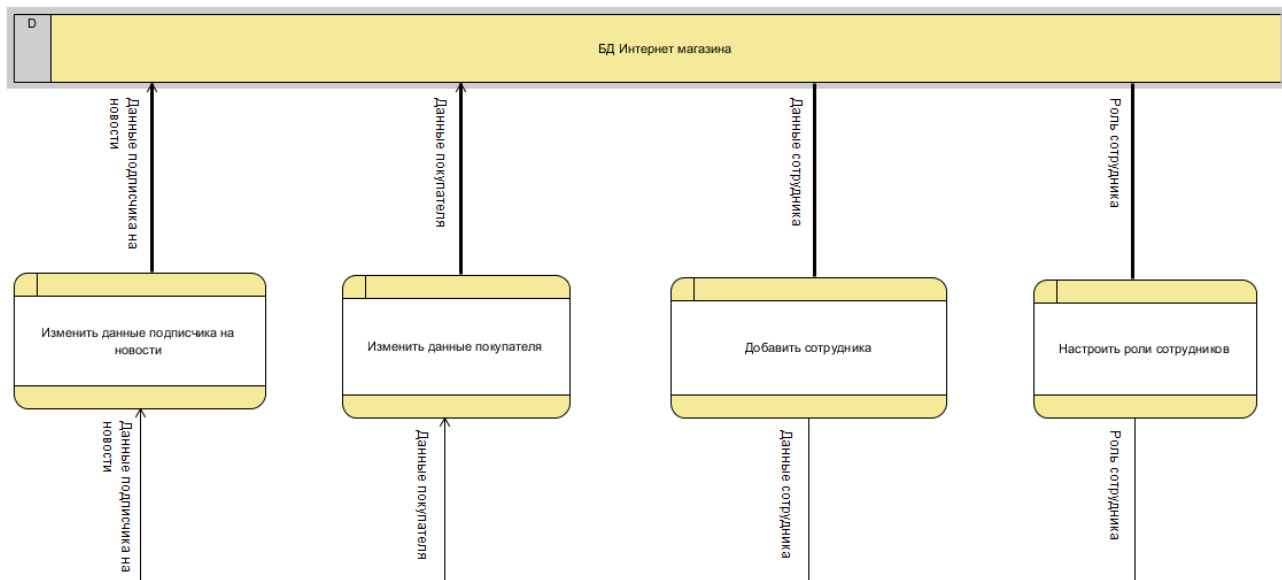 D
БД Интернет магазина
Данные подписчика на
новости
Данные покупателя
Данные сотрудника
Роль сотрудника
Изменить данные подписчика на
новости
Изменить данные покупателя
Добавить сотрудника
Настроить роли сотрудников
Данные подписчика на
новости
Данные покупателя
Данные сотрудника
Роль сотрудника